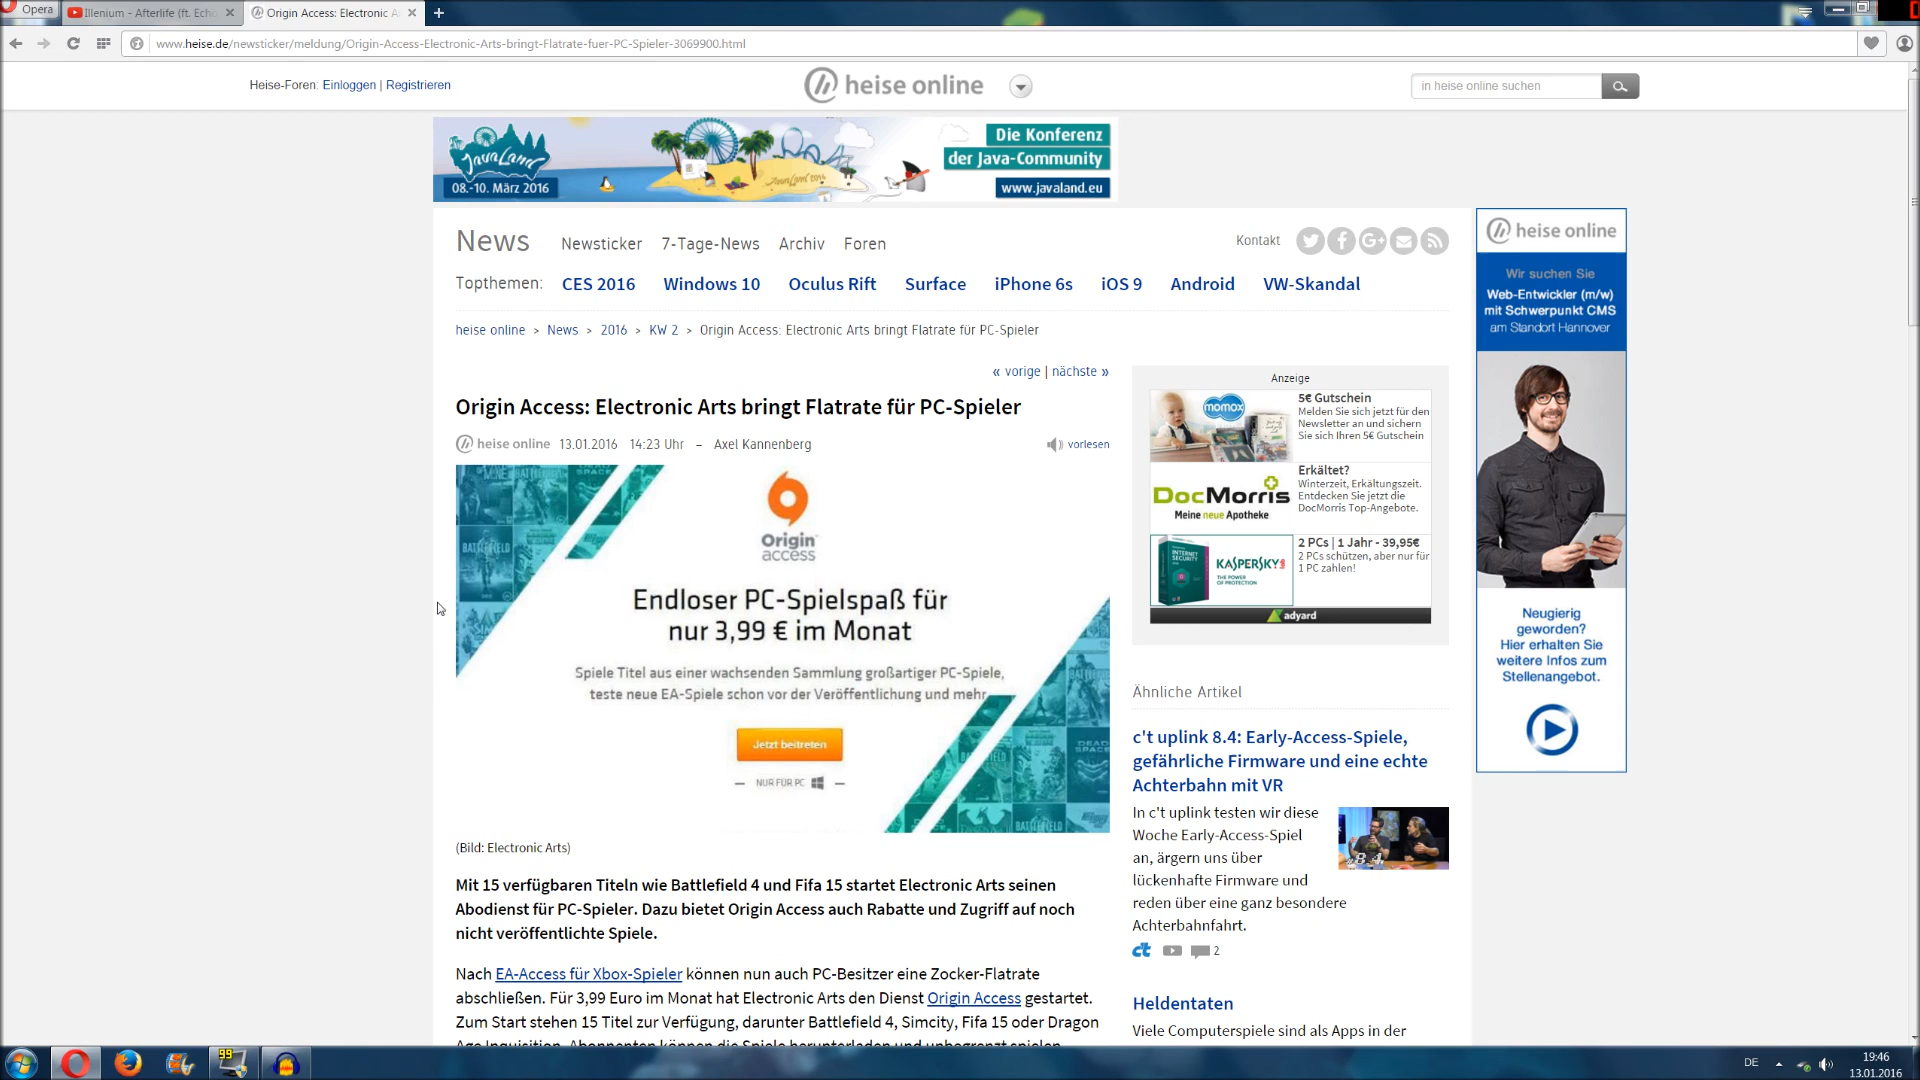 Opera
Illenium - Afterlife (ft. Echo
Origin Access: Electronic A
www.heise.de/newsticker/meldung/Origin-Access-Electronic-Arts-bringt-Flatrate-fuer-PC-Spieler-3069900.html
Heise-Foren: Einloggen | Registrieren
heise online
in heise online suchen
JavaLand
08.-10. März 2016
Die Konferenz
der Java-Community
www.javaland.eu
News
Newsticker
7-Tage-News
Archiv
Foren
Kontakt
Topthemen:
CES 2016
Windows 10
Oculus Rift
Surface
iPhone 6s
iOS 9
Android
VW-Skandal
heise online > News > 2016 > KW 2 > Origin Access: Electronic Arts bringt Flatrate für PC-Spieler
« vorige | nächste »
Origin Access: Electronic Arts bringt Flatrate für PC-Spieler
heise online 13.01.2016 14:23 Uhr – Axel Kannenberg
vorlesen
Origin
access
Endloser PC-Spielspaß für
nur 3,99 € im Monat
Spiele Titel aus einer wachsenden Sammlung großartiger PC-Spiele,
teste neue EA-Spiele schon vor der Veröffentlichung und mehr.
Jetzt beitreten
— NUR FÜR PC —
(Bild: Electronic Arts)
Mit 15 verfügbaren Titeln wie Battlefield 4 und Fifa 15 startet Electronic Arts seinen
Abodienst für PC-Spieler. Dazu bietet Origin Access auch Rabatte und Zugriff auf noch
nicht veröffentlichte Spiele.
Nach EA-Access für Xbox-Spieler können nun auch PC-Besitzer eine Zocker-Flatrate
abschließen. Für 3,99 Euro im Monat hat Electronic Arts den Dienst Origin Access gestartet.
Zum Start stehen 15 Titel zur Verfügung, darunter Battlefield 4, Simcity, Fifa 15 oder Dragon
Age Inquisition. Abonnenten können die Spiele herunterladen und unbegrenzt spielen.
Anzeige
momox
5€ Gutschein
Melden Sie sich jetzt für den
Newsletter an und sichern
Sie sich Ihren 5€ Gutschein
DocMorris
Meine neue Apotheke
Erkältet?
Winterzeit, Erkältungszeit.
Entdecken Sie jetzt die
DocMorris Top-Angebote.
KASPERSKY
THE POWER
OF PROTECTION
2 PCs | 1 Jahr - 39,95€
2 PCs schützen, aber nur für
1 PC zahlen!
adyard
Ähnliche Artikel
c't uplink 8.4: Early-Access-Spiele,
gefährliche Firmware und eine echte
Achterbahn mit VR
In c't uplink testen wir diese
Woche Early-Access-Spiel
an, ärgern uns über
lückenhafte Firmware und
reden über eine ganz besondere
Achterbahnfahrt.
8.4
c't
2
Heldentaten
Viele Computerspiele sind als Apps in der
heise online
Wir suchen Sie
Web-Entwickler (m/w)
mit Schwerpunkt CMS
am Standort Hannover
Neugierig
geworden?
Hier erhalten Sie
weitere Infos zum
Stellenangebot.
99
DE
19:46
13.01.2016